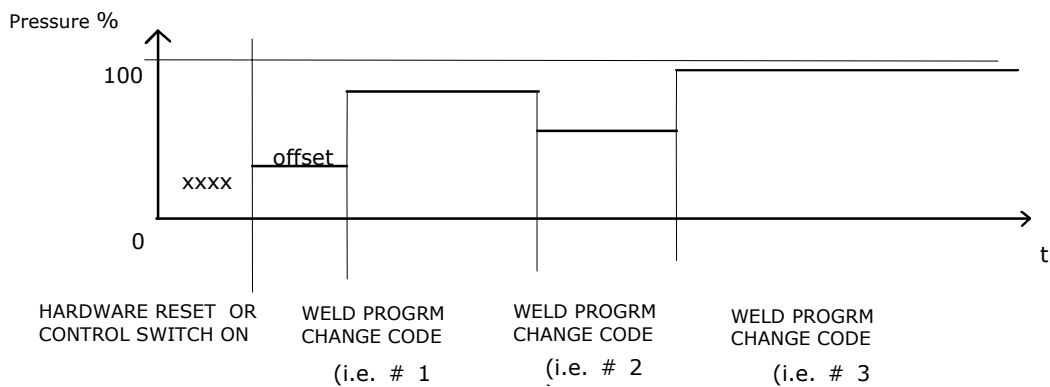 Pressure %
100
offset
xxxx
0
t
HARDWARE RESET OR
CONTROL SWITCH ON
WELD PROGRM
CHANGE CODE
(i.e. # 1
WELD PROGRM
CHANGE CODE
(i.e. # 2
)
WELD PROGRM
CHANGE CODE
(i.e. # 3